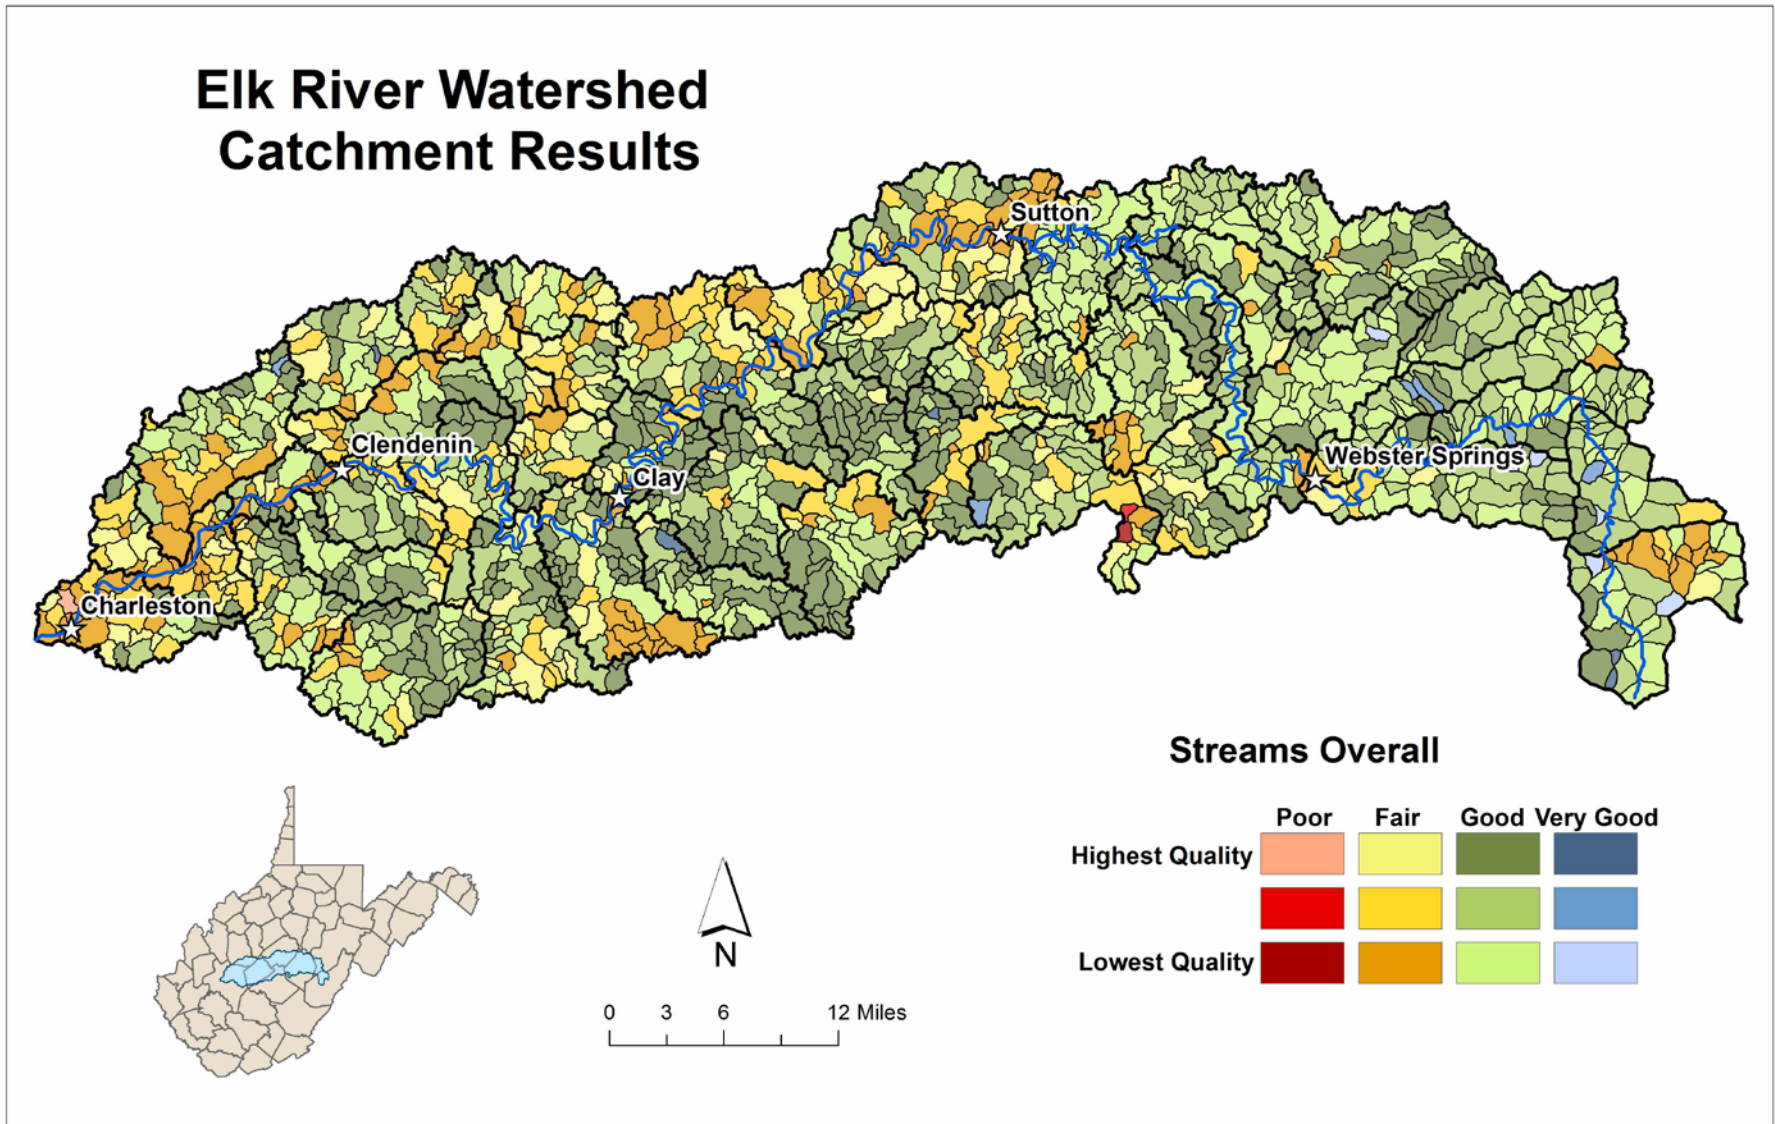 Elk River Watershed
Catchment Results
Sutton
Clendenin
Webster Springs
Clay
Charleston
Streams Overall
Poor Fair Good Very Good
Highest Quality
Lowest Quality
N
0 3 6 12 Miles